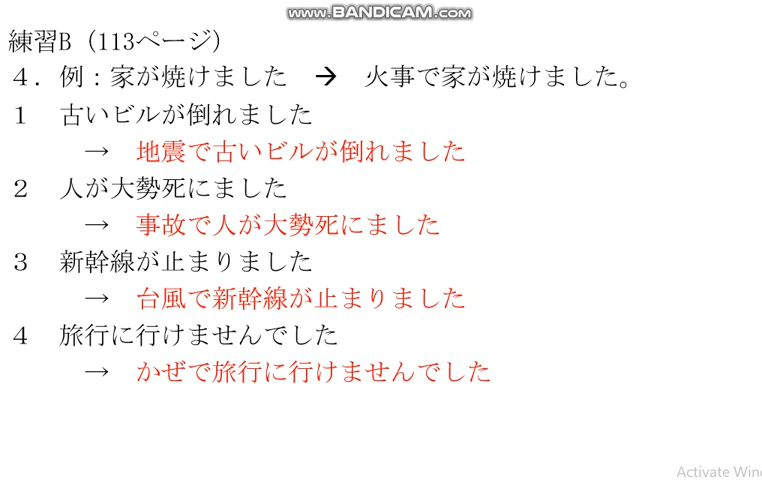 www.BANDICAM.com
練習B（113ページ）
４．例：家が焼けました　→　火事で家が焼けました。
１　古いビルが倒れました
→　地震で古いビルが倒れました
２　人が大勢死にました
→　事故で人が大勢死にました
３　新幹線が止まりました
→　台風で新幹線が止まりました
４　旅行に行けませんでした
→　かぜで旅行に行けませんでした
Activate Win